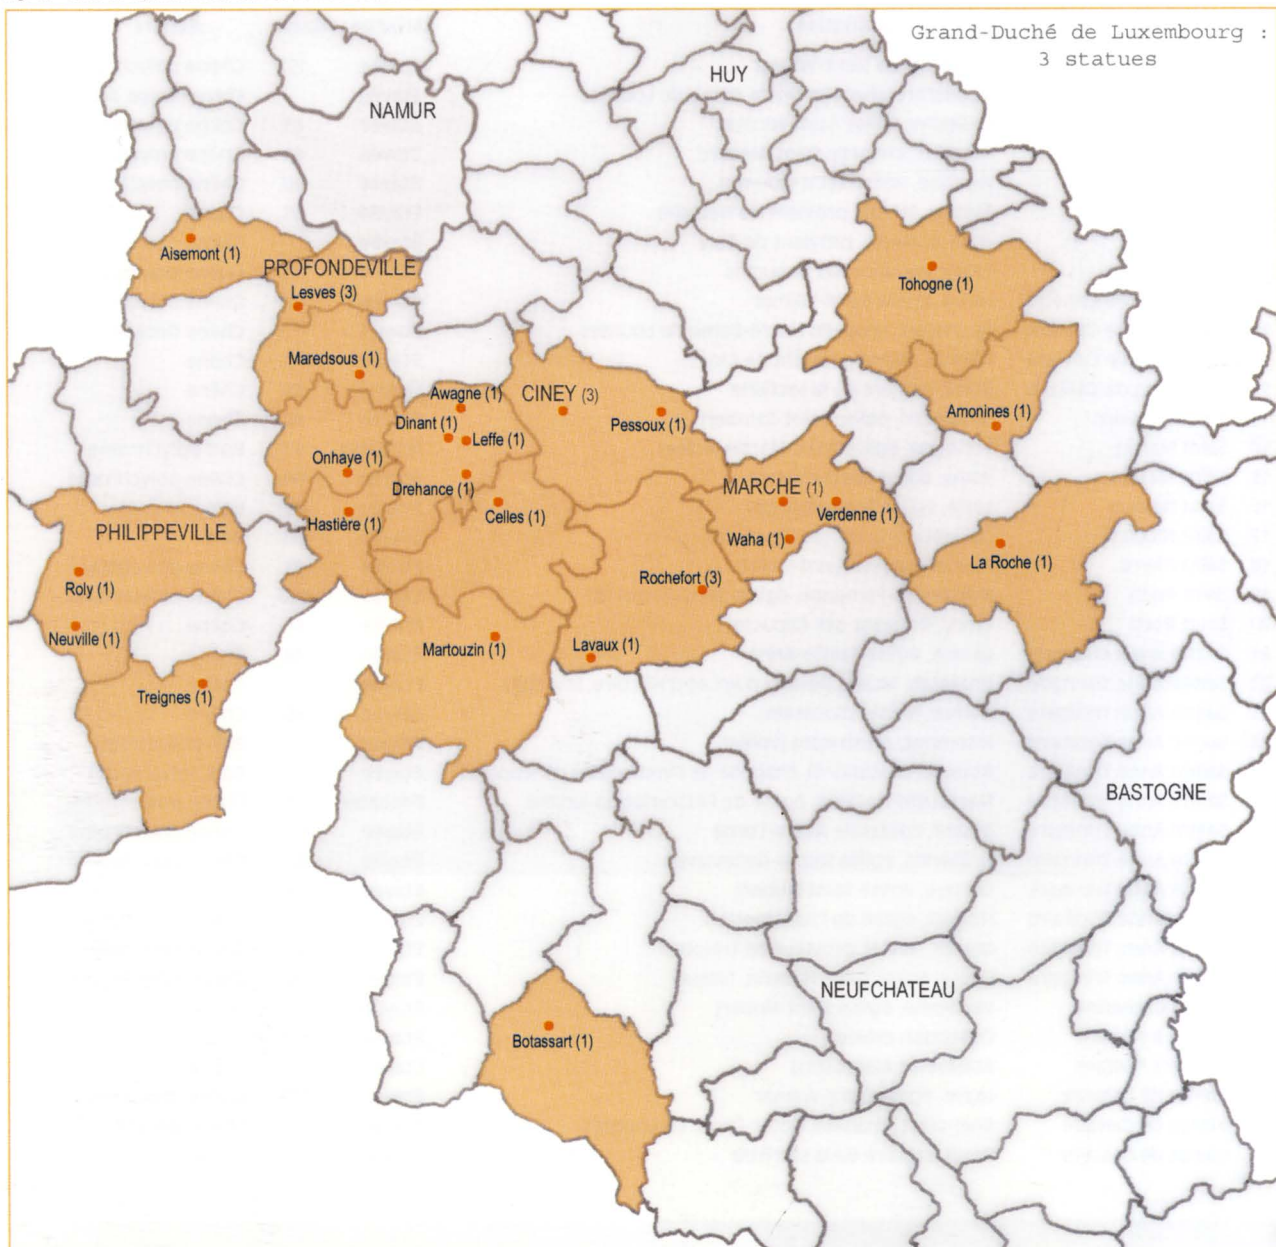 Grand-Duché de Luxembourg :
3 statues
HUY
NAMUR
Aisemont (1)
PROFONDEVILLE
Lesves (3)
Tohogne (1)
Maredsous (1)
Awagne (1)
CINEY (3)
Dinant (1)
Leffe (1)
Pessoux (1)
Amonines (1)
Onhaye (1)
Drehance (1)
MARCHE (1)
Hastière (1)
Celles (1)
Verdenne (1)
PHILIPPEVILLE
Waha (1)
La Roche (1)
Roly (1)
Rochefort (3)
Neuville (1)
Martouzin (1)
Lavaux (1)
Treignes (1)
BASTOGNE
NEUFCHATEAU
Botassart (1)